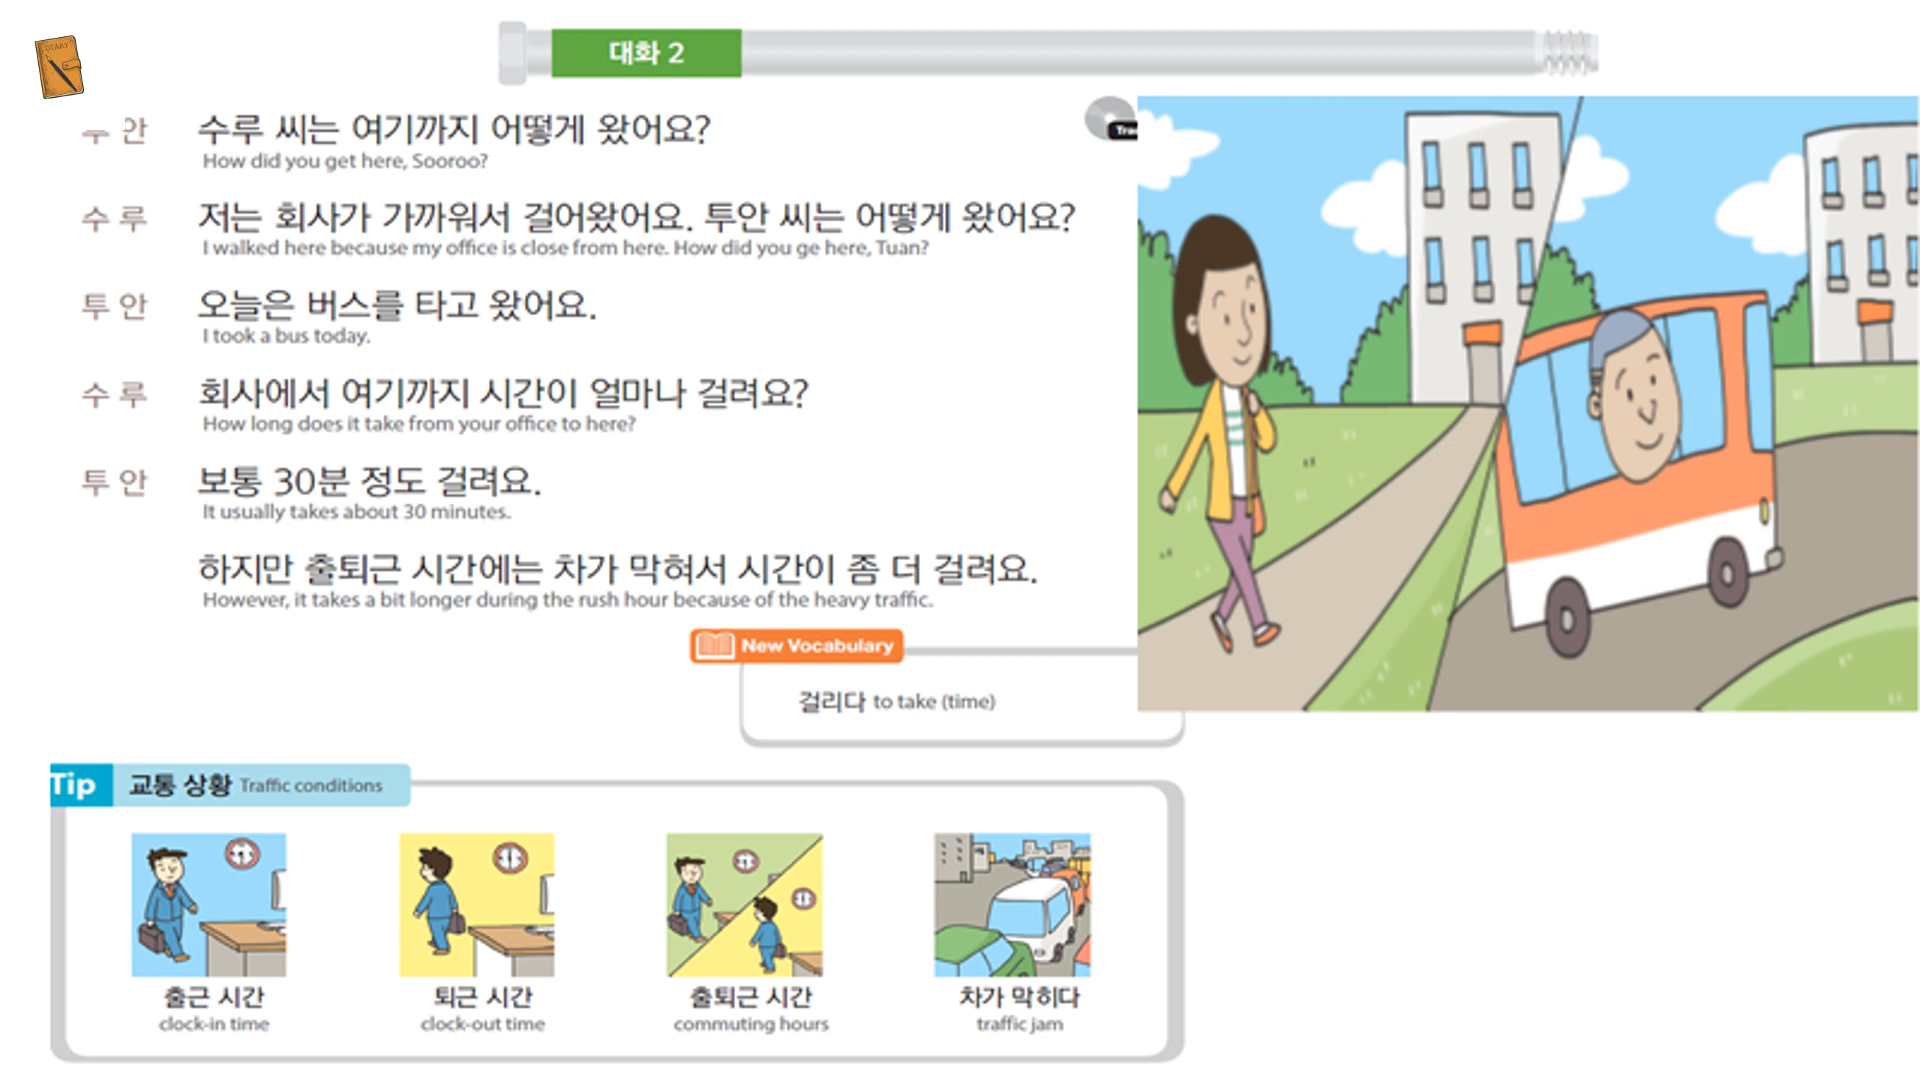 DIARY
대화 2
안 수루 씨는 여기까지 어떻게 왔어요?
How did you get here, Sooroo?
수루 저는 회사가 가까워서 걸어왔어요. 투안 씨는 어떻게 왔어요?
I walked here because my office is close from here. How did you ge here, Tuan?
투안 오늘은 버스를 타고 왔어요.
I took a bus today.
수루 회사에서 여기까지 시간이 얼마나 걸려요?
How long does it take from your office to here?
투안 보통 30분 정도 걸려요.
It usually takes about 30 minutes.
하지만 출퇴근 시간에는 차가 막혀서 시간이 좀 더 걸려요.
However, it takes a bit longer during the rush hour because of the heavy traffic.
New Vocabulary
걸리다 to take (time)
Tip 교통 상황 Traffic conditions
출근 시간
clock-in time
퇴근 시간
clock-out time
출퇴근 시간
commuting hours
차가 막히다
traffic jam